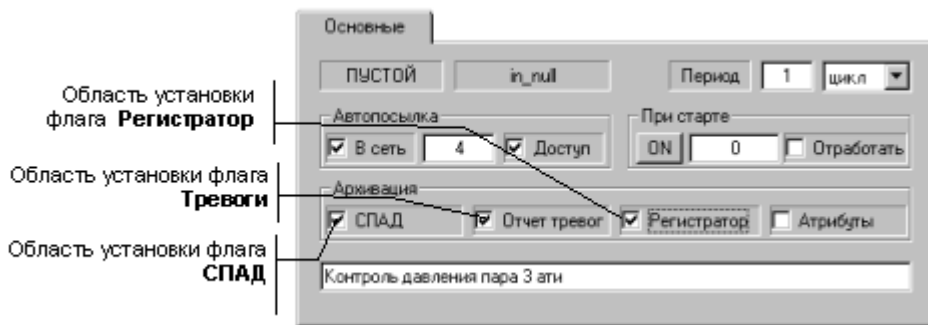 Основные
ПУСТОЙ in_null Период 1 цикл
Область установки
флага Регистратор
Автопосылка При старте
В сеть 4 Доступ ON 0 Отработать
Область установки флага
Тревоги
Архивация
СПАД Отчет тревог Регистратор Атрибуты
Область установки флага
СПАД
Контроль давления пара 3 ати